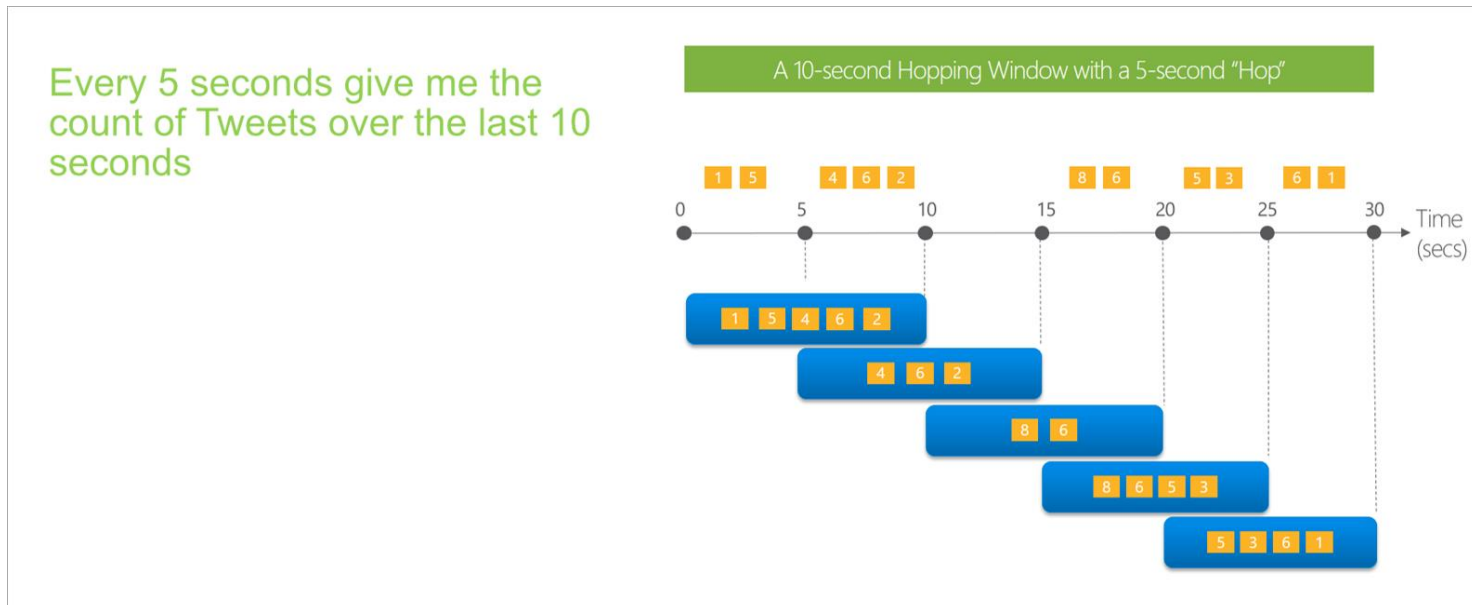 Every 5 seconds give me the
count of Tweets over the last 10
seconds
A 10-second Hopping Window with a 5-second "Hop"
1 5 4 6 2 8 6 5 3 6 1
0 5 10 15 20 25 30
Time
(secs)
1 5 4 6 2
4 6 2
8 6
8 6 5 3
5 3 6 1